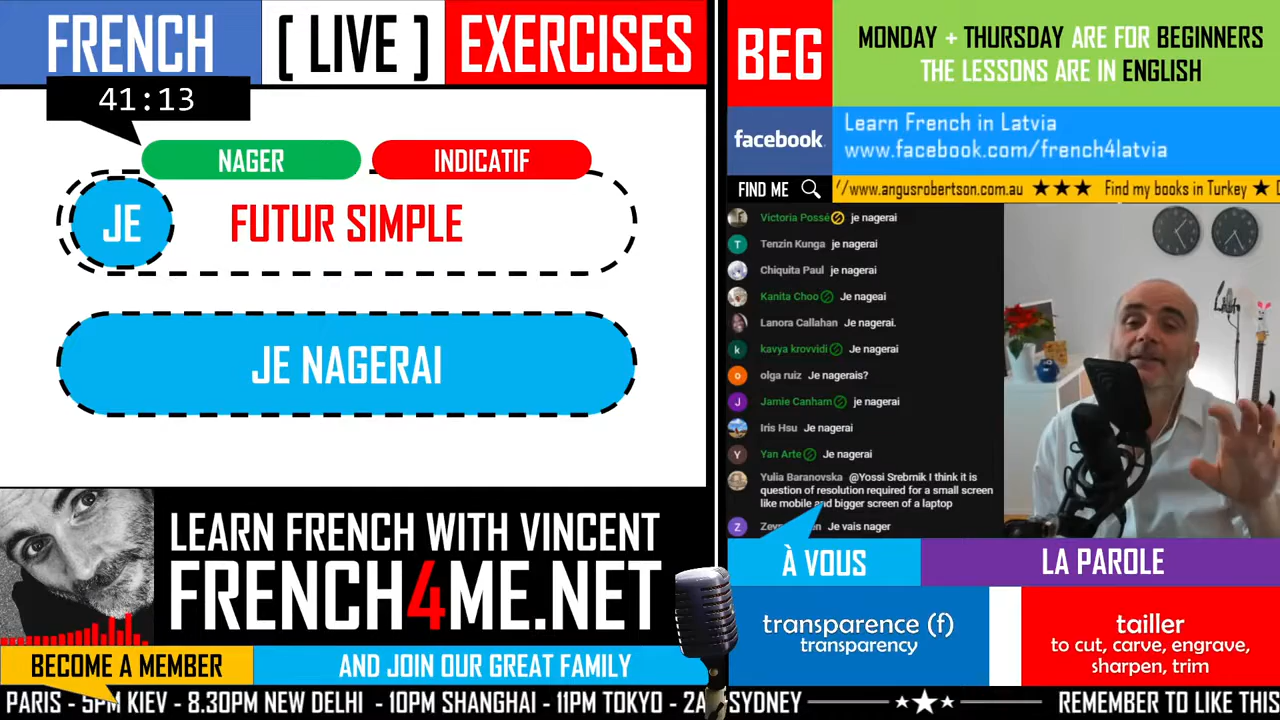 FRENCH [ LIVE ] EXERCISES
41:13
NAGER INDICATIF
JE FUTUR SIMPLE
JE NAGERAI
LEARN FRENCH WITH VINCENT
FRENCH4ME.NET
BECOME A MEMBER AND JOIN OUR GREAT FAMILY
BEG
MONDAY + THURSDAY ARE FOR BEGINNERS
THE LESSONS ARE IN ENGLISH
facebook.
Learn French in Latvia
www.facebook.com/french4latvia
FIND ME //www.angusrobertson.com.au ★★★ Find my books in Turkey ★
Victoria Possé je nagerai
T Tenzin Kunga je nagerai
Chiquita Paul je nagerai
Kanita Choo Je nageai
Lanora Callahan Je nagerai.
k kavya krovvidi Je nagerai
o olga ruiz Je nagerais?
J Jamie Canham je nagerai
Iris Hsu Je nagerai
Y Yan Arte Je nagerai
Yulia Baranovska @Yossi Srebrnik I think it is
question of resolution required for a small screen
like mobile and bigger screen of a laptop
Z Je vais nager
À VOUS LA PAROLE
transparence (f)
transparency
tailler
to cut, carve, engrave,
sharpen, trim
PARIS - 5PM KIEV - 8.30PM NEW DELHI - 10PM SHANGHAI - 11PM TOKYO - 2A SYDNEY ★ REMEMBER TO LIKE THIS